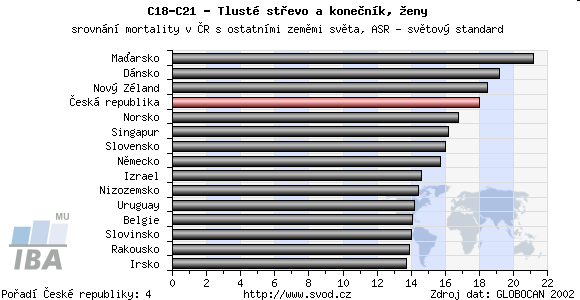 C18-C21 - Tlusté střevo a konečník, ženy
srovnání mortality v ČR s ostatními zeměmi světa, ASR - světový standard
Maďarsko
Dánsko
Nový Zéland
Česká republika
Norsko
Singapur
Slovensko
Německo
Izrael
Nizozemsko
Uruguay
Belgie
Slovinsko
Rakousko
Irsko
0 2 4 6 8 10 12 14 16 18 20 22
MU
IBA
Pořadí České republiky: 4 http://www.svod.cz Zdroj dat: GLOBOCAN 2002